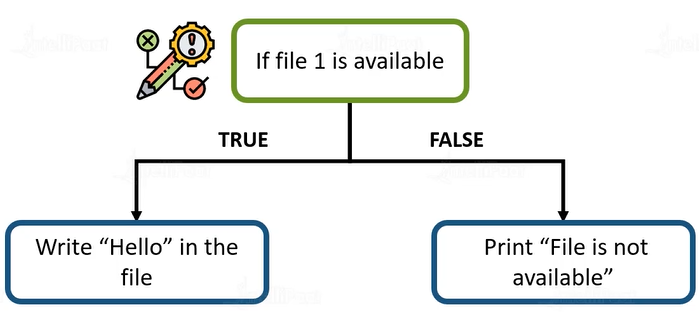 If file 1 is available
TRUE
FALSE
Write “Hello” in the
file
Print “File is not
available”